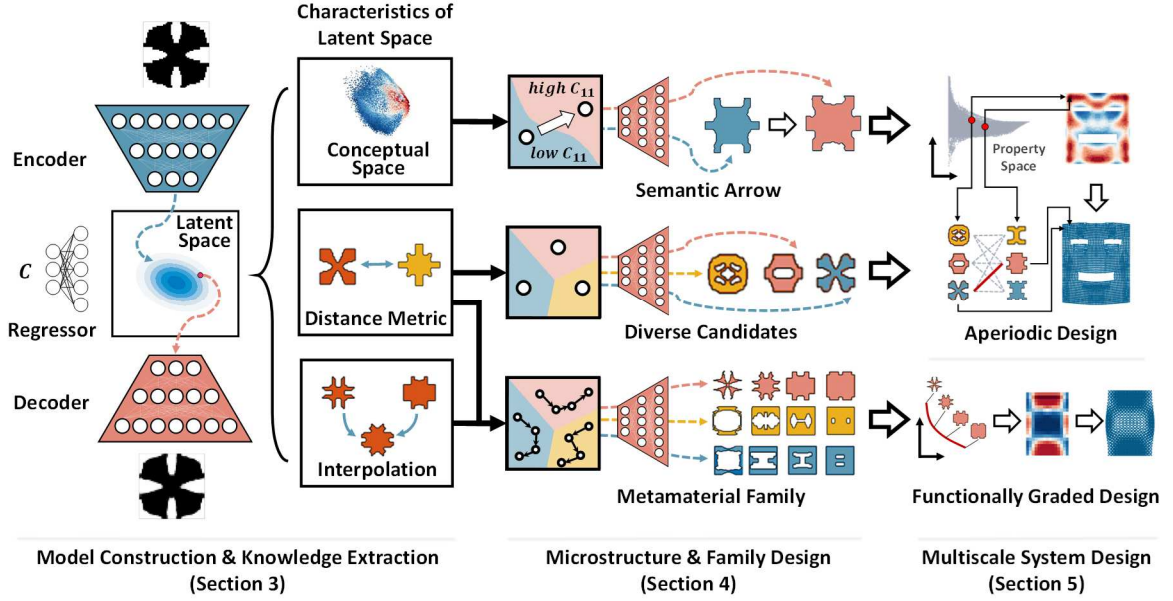 Characteristics of
Latent Space
Encoder
Latent
Space
C
Regressor
Decoder
Conceptual
Space
Distance Metric
Interpolation
high C11
low C11
Semantic Arrow
Diverse Candidates
Metamaterial Family
Property
Space
Aperiodic Design
Functionally Graded Design
Model Construction & Knowledge Extraction
(Section 3)
Microstructure & Family Design
(Section 4)
Multiscale System Design
(Section 5)